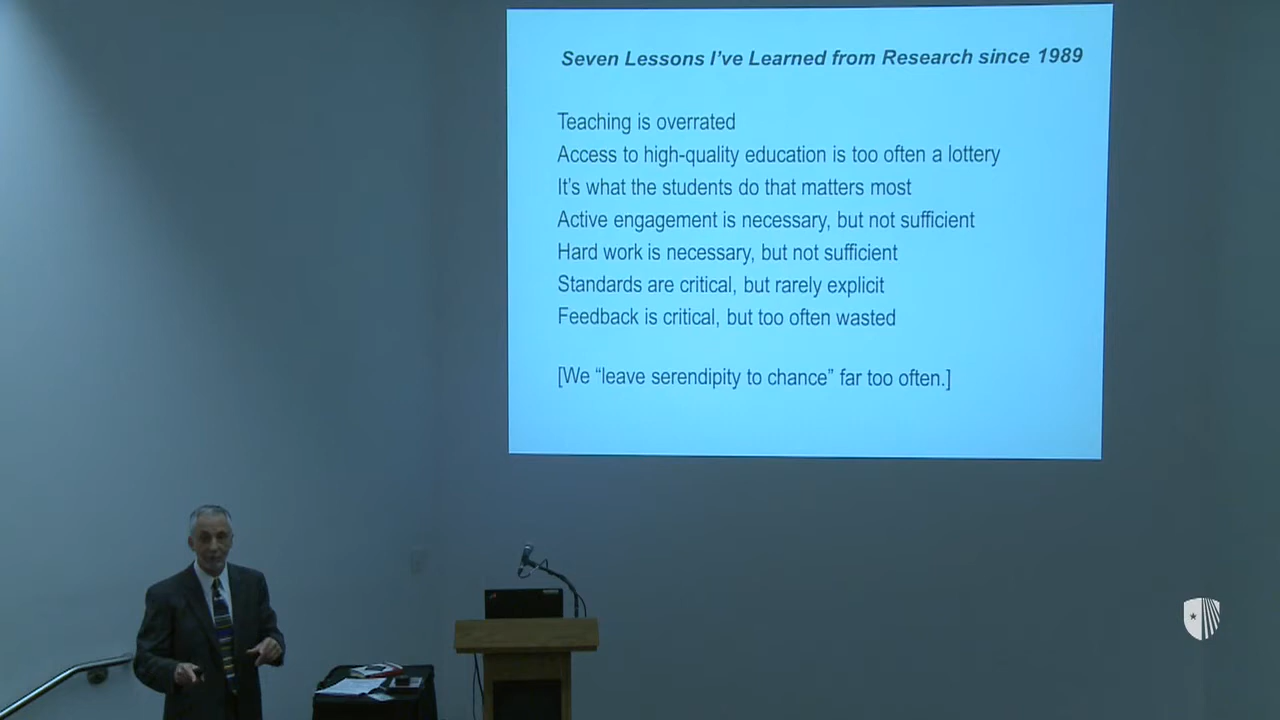 Seven Lessons I've Learned from Research since 1989
Teaching is overrated
Access to high-quality education is too often a lottery
It's what the students do that matters most
Active engagement is necessary, but not sufficient
Hard work is necessary, but not sufficient
Standards are critical, but rarely explicit
Feedback is critical, but too often wasted
[We “leave serendipity to chance” far too often.]